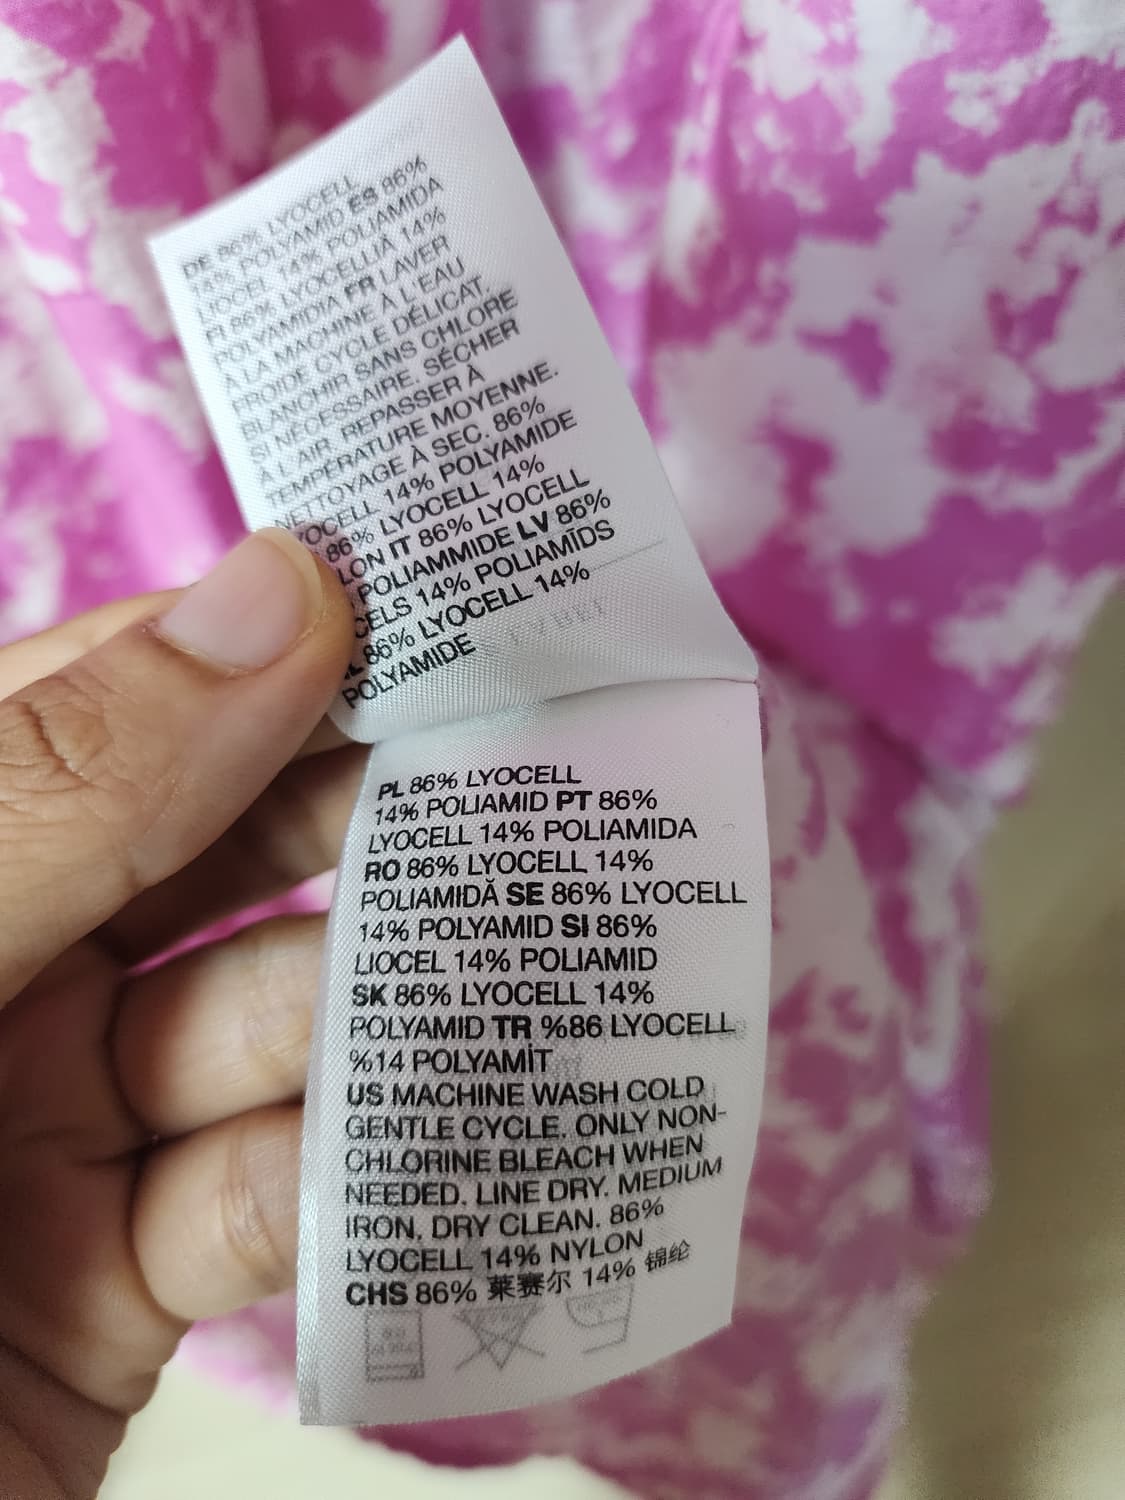 DE 86% LYOCELL
14% POLYAMID ES 86%
LIOCEL 14% POLIAMIDA
FI 86% LYOCELLIÄ 14%
POLYAMIDIA FR LAVER
À LA MACHINE À L'EAU
FROIDE CYCLE DÉLICAT.
BLANCHIR SANS CHLORE
SI NÉCESSAIRE. SÉCHER
À L'AIR. REPASSER À
TEMPÉRATURE MOYENNE.
NETTOYAGE À SEC. 86%
YOCELL 14% POLYAMIDE
86% LYOCELL 14%
LON IT 86% LYOCELL
POLIAMMIDE LV 86%
CELS 14% POLIAMĪDS
L 86% LYOCELL 14%
POLYAMIDE
PL 86% LYOCELL
14% POLIAMID PT 86%
LYOCELL 14% POLIAMIDA
RO 86% LYOCELL 14%
POLIAMIDĂ SE 86% LYOCELL
14% POLYAMID SI 86%
LIOCEL 14% POLIAMID
SK 86% LYOCELL 14%
POLYAMID TR %86 LYOCELL
%14 POLYAMİT
US MACHINE WASH COLD
GENTLE CYCLE. ONLY NON-
CHLORINE BLEACH WHEN
NEEDED. LINE DRY. MEDIUM
IRON. DRY CLEAN. 86%
LYOCELL 14% NYLON
CHS 86% 莱赛尔 14% 锦纶